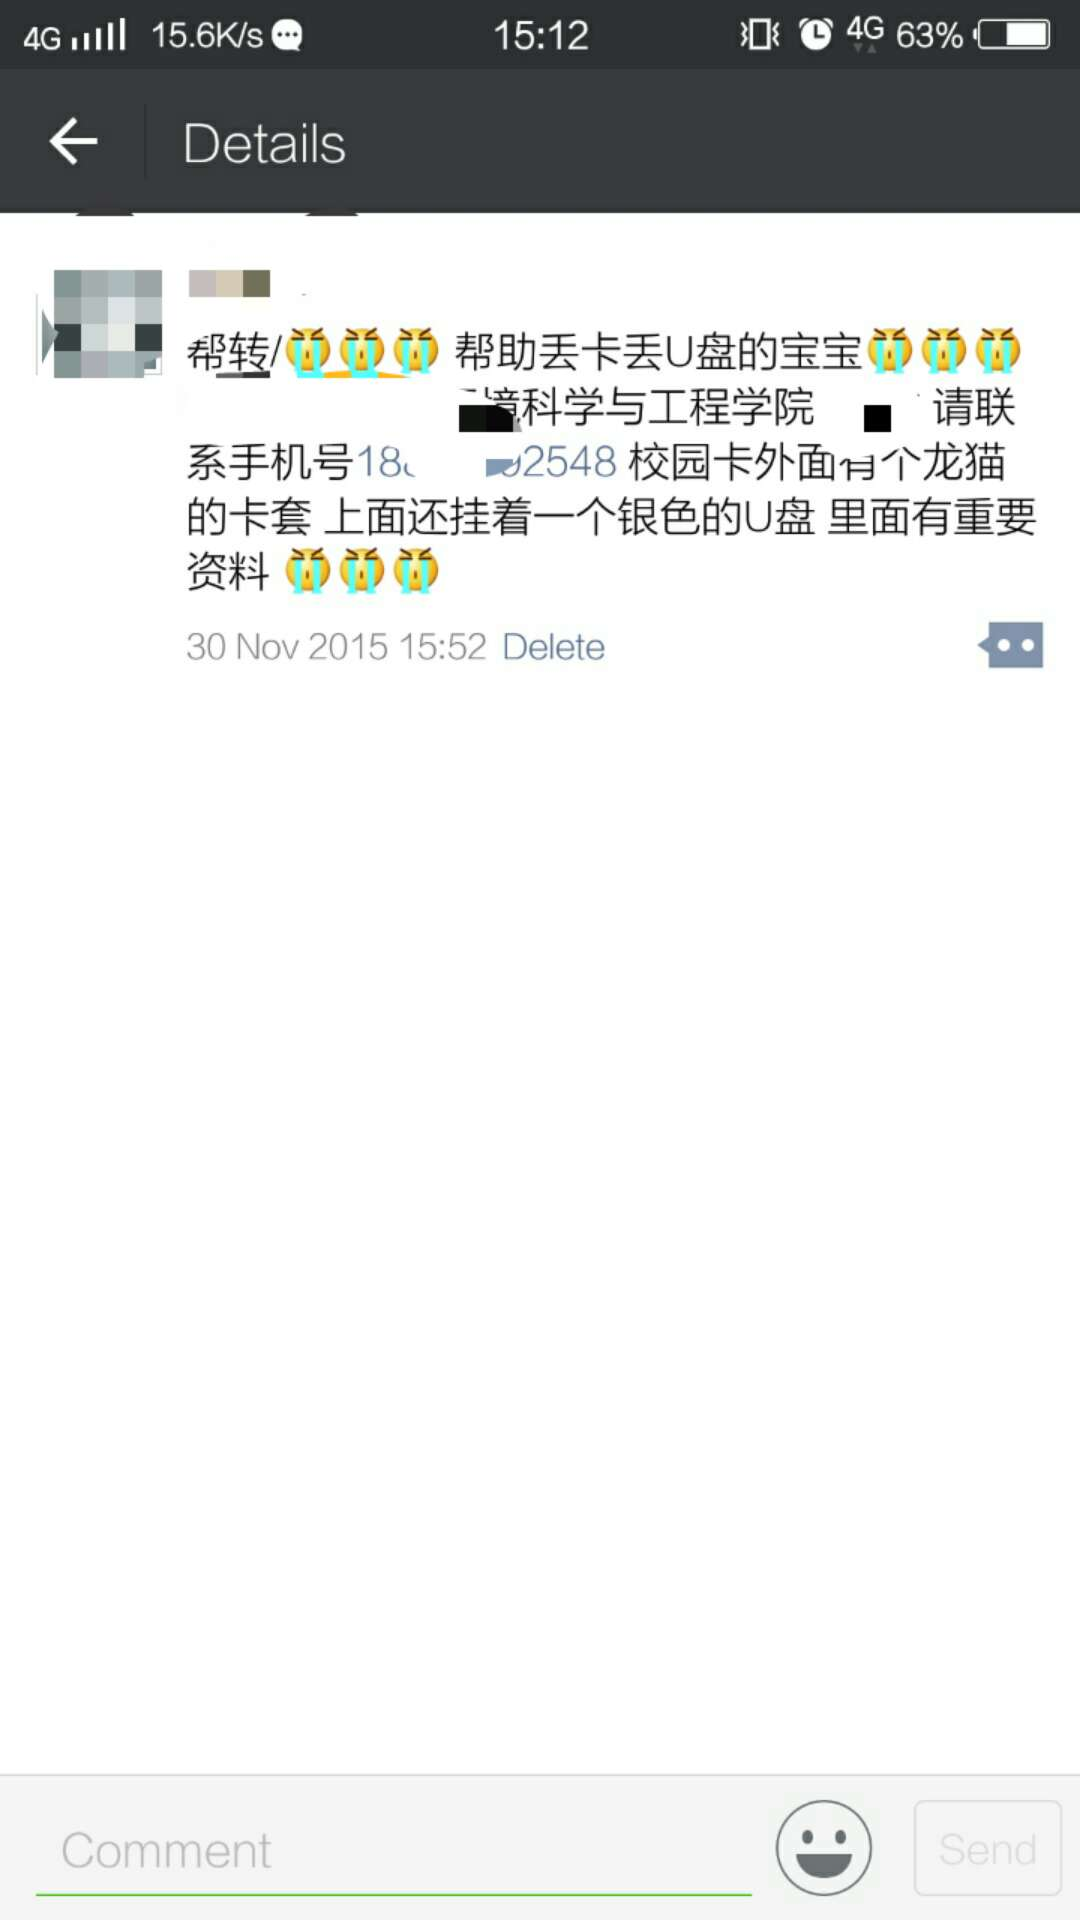 4G 15.6K/s 15:12 4G 63%
Details
帮转/😭😭😭 帮助丢卡丢U盘的宝宝😭😭😭
境科学与工程学院 请联
系手机号18 2548 校园卡外面有个龙猫
的卡套 上面还挂着一个银色的U盘 里面有重要
资料 😭😭😭
30 Nov 2015 15:52 Delete
Comment Send